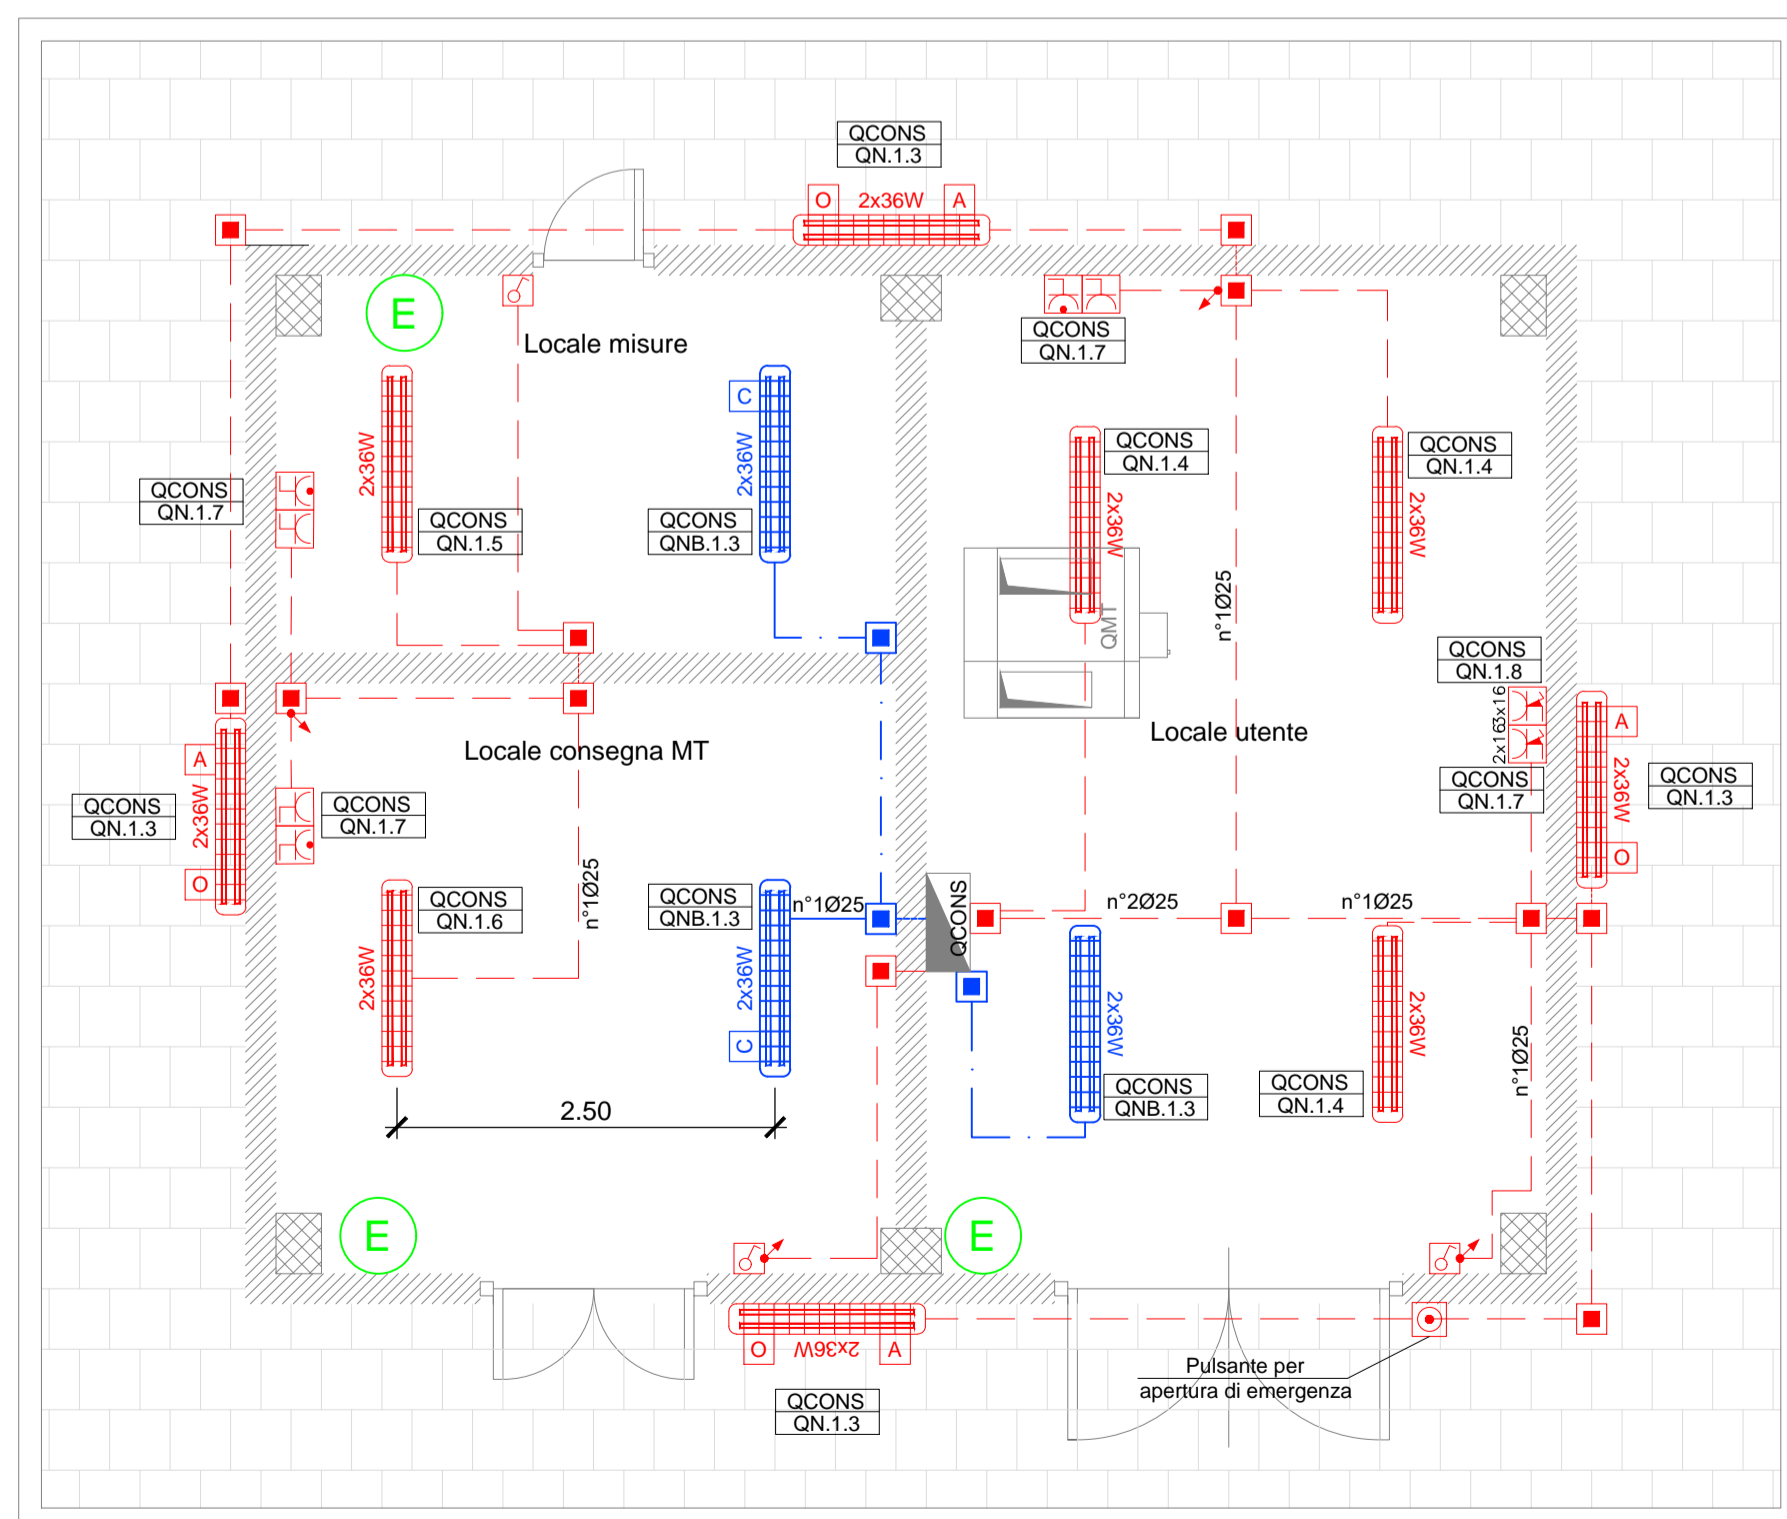 QCONS
QN.1.3
O
2x36W
A
E
Locale misure
QCONS
QN.1.7
C
2x36W
2x36W
QCONS
QN.1.4
QCONS
QN.1.4
QCONS
QN.1.7
QCONS
QN.1.5
QCONS
QNB.1.3
2x36W
2x36W
QMT
n°1Ø25
QCONS
QN.1.8
2x16
3x16
Locale consegna MT
Locale utente
A
2x36W
O
QCONS
QN.1.3
QCONS
QN.1.7
QCONS
QN.1.7
A
2x36W
O
QCONS
QN.1.3
n°1Ø25
QCONS
QN.1.6
QCONS
QNB.1.3
n°1Ø25
QCONS
n°2Ø25
n°1Ø25
2x36W
2x36W
C
2x36W
2x36W
n°1Ø25
QCONS
QNB.1.3
QCONS
QN.1.4
2.50
E
E
O
2x36W
A
QCONS
QN.1.3
Pulsante per
apertura di emergenza